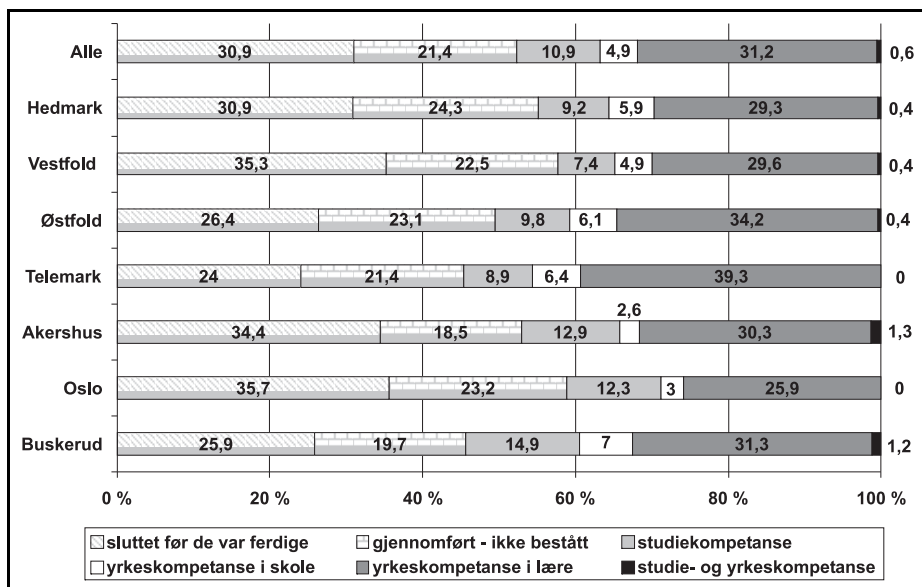 Alle 30,9 21,4 10,9 4,9 31,2 0,6
Hedmark 30,9 24,3 9,2 5,9 29,3 0,4
Vestfold 35,3 22,5 7,4 4,9 29,6 0,4
Østfold 26,4 23,1 9,8 6,1 34,2 0,4
Telemark 24 21,4 8,9 6,4 39,3 0
2,6
Akershus 34,4 18,5 12,9 30,3 1,3
Oslo 35,7 23,2 12,3 3 25,9 0
Buskerud 25,9 19,7 14,9 7 31,3 1,2
0 % 20 % 40 % 60 % 80 % 100 %
sluttet før de var ferdige gjennomført - ikke bestått studiekompetanse
yrkeskompetanse i skole yrkeskompetanse i lære studie- og yrkeskompetanse